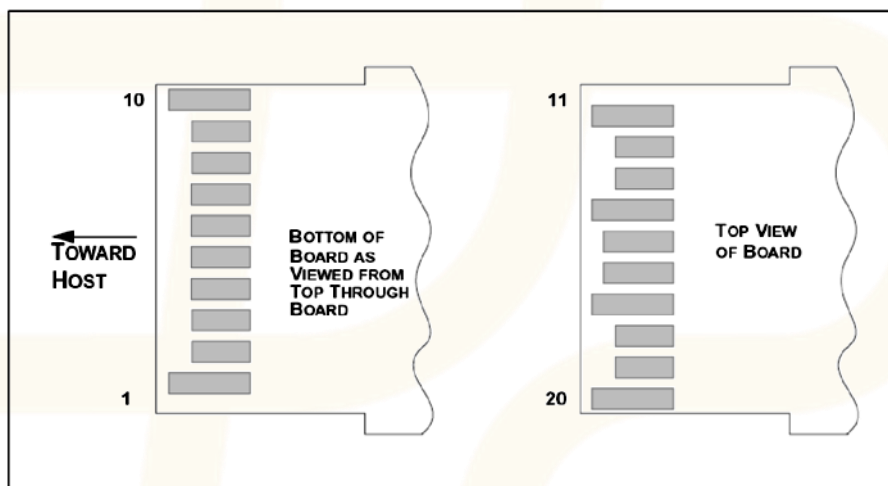 10
TOWARD
HOST
1
BOTTOM OF
BOARD AS
VIEWED FROM
TOP THROUGH
BOARD
11
TOP VIEW
OF BOARD
20